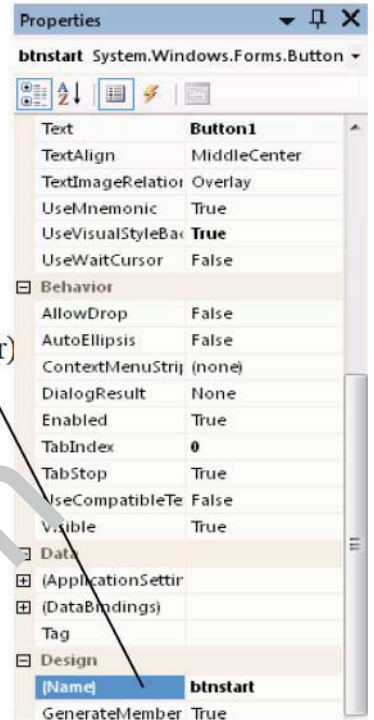 Properties
btnstart System.Windows.Forms.Button
Text Button1
TextAlign MiddleCenter
TextImageRelation Overlay
UseMnemonic True
UseVisualStyleBac True
UseWaitCursor False
Behavior
AllowDrop False
AutoEllipsis False
r)
ContextMenuStrip (none)
DialogResult None
Enabled True
TabIndex 0
TabStop True
UseCompatibleTe False
Visible True
Data
(ApplicationSettin
(DataBindings)
Tag
Design
(Name) btnstart
GenerateMember True